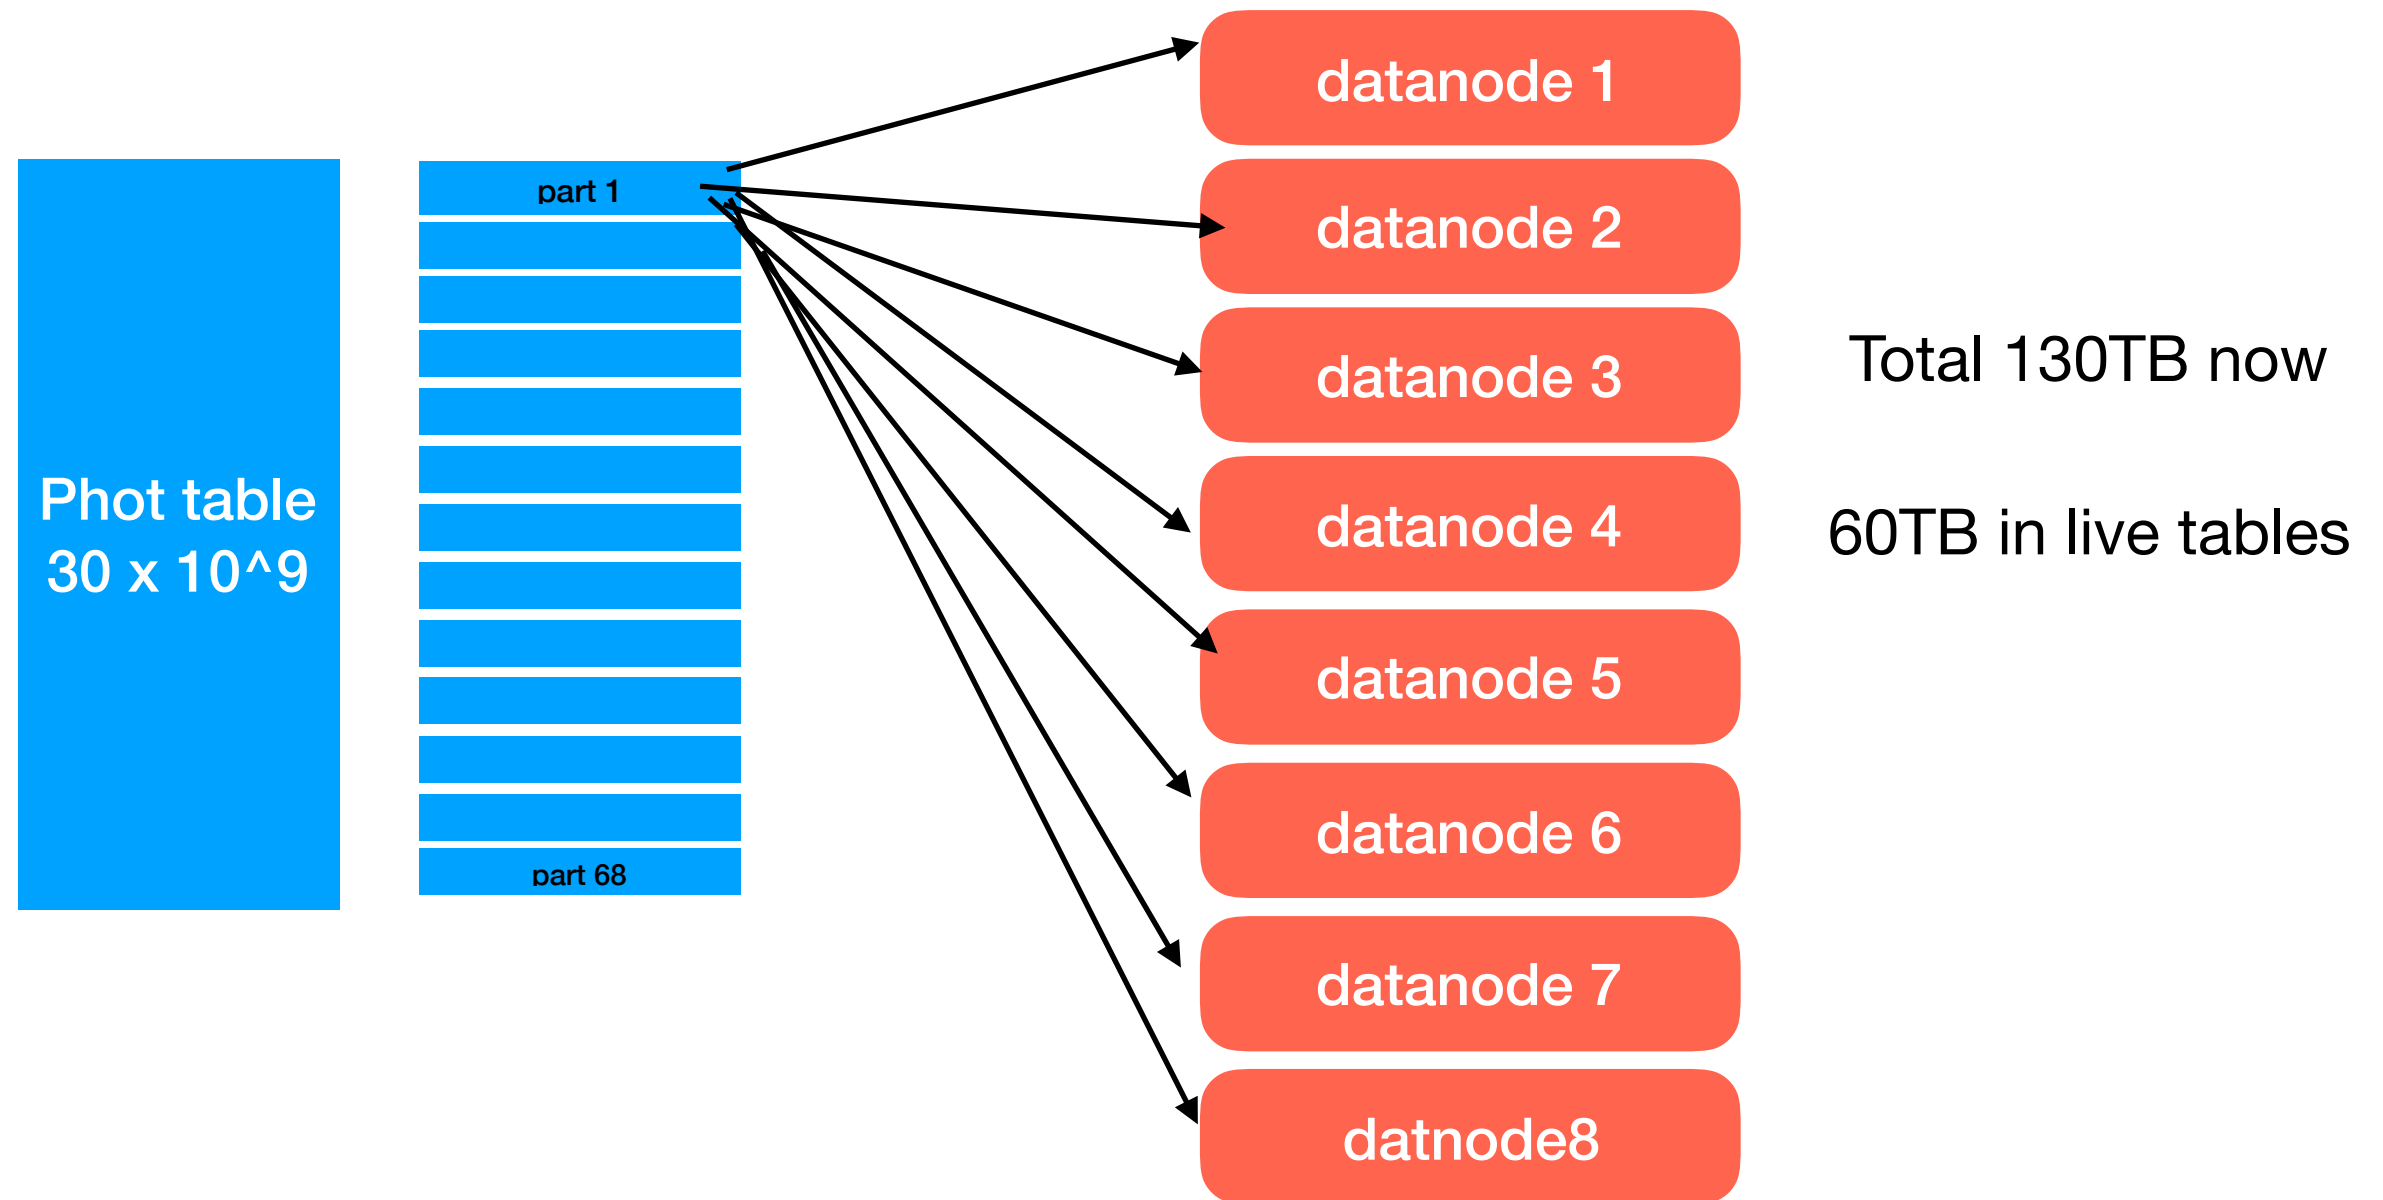 Phot table
30 x 10^9
part 1
part 68
datanode 1
datanode 2
datanode 3
datanode 4
datanode 5
datanode 6
datanode 7
datnode8
Total 130TB now
60TB in live tables